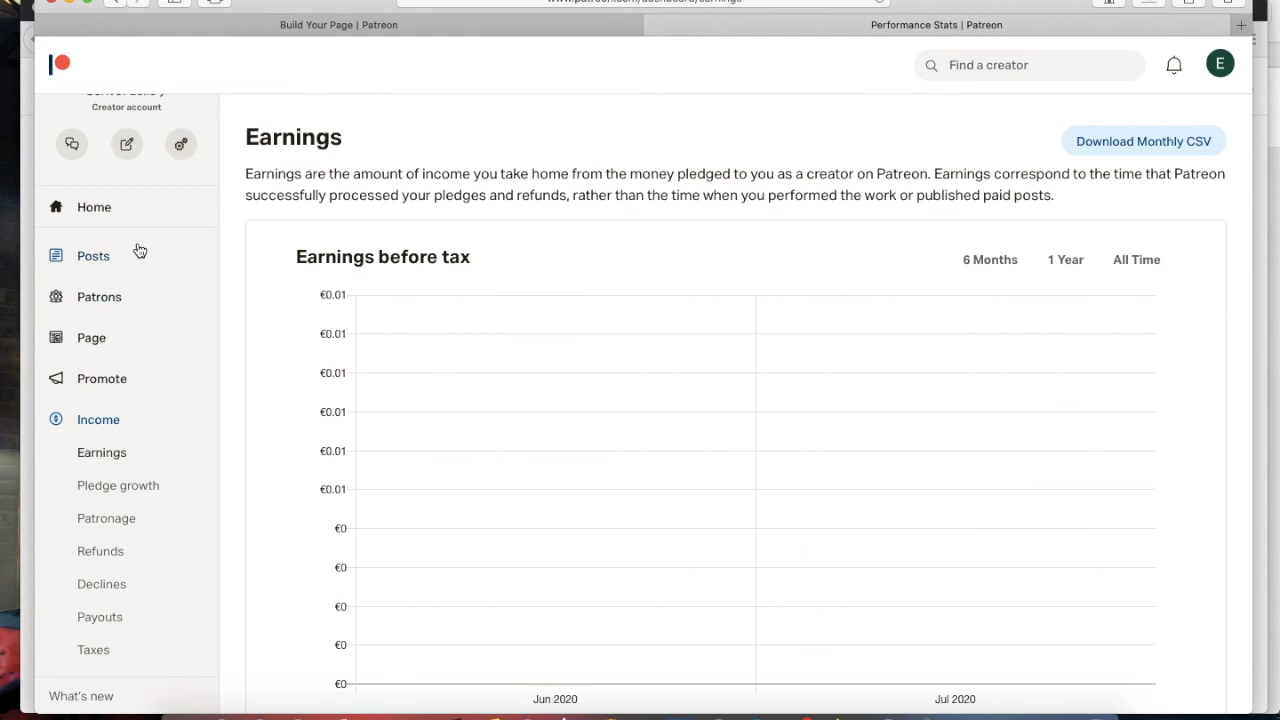 Build Your Page | Patreon
Performance Stats | Patreon
Find a creator
E
Creator account
Home
Posts
Patrons
Page
Promote
Income
Earnings
Pledge growth
Patronage
Refunds
Declines
Payouts
Taxes
What's new
Earnings
Download Monthly CSV
Earnings are the amount of income you take home from the money pledged to you as a creator on Patreon. Earnings correspond to the time that Patreon
successfully processed your pledges and refunds, rather than the time when you performed the work or published paid posts.
Earnings before tax
6 Months 1 Year All Time
€0.01
€0.01
€0.01
€0.01
€0.01
€0.01
€0
€0
€0
€0
€0
Jun 2020 Jul 2020